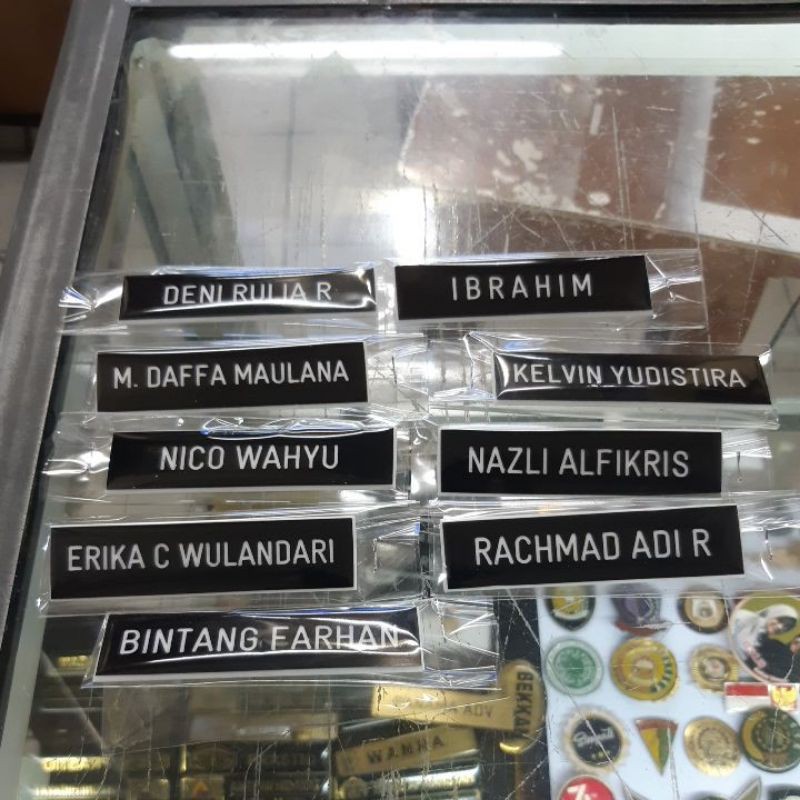 DENI RULIA R
IBRAHIM
M. DAFFA MAULANA
KELVIN YUDISTIRA
NICO WAHYU
NAZLI ALFIKRIS
ERIKA C WULANDARI
RACHMAD ADI R
BINTANG FARHAN